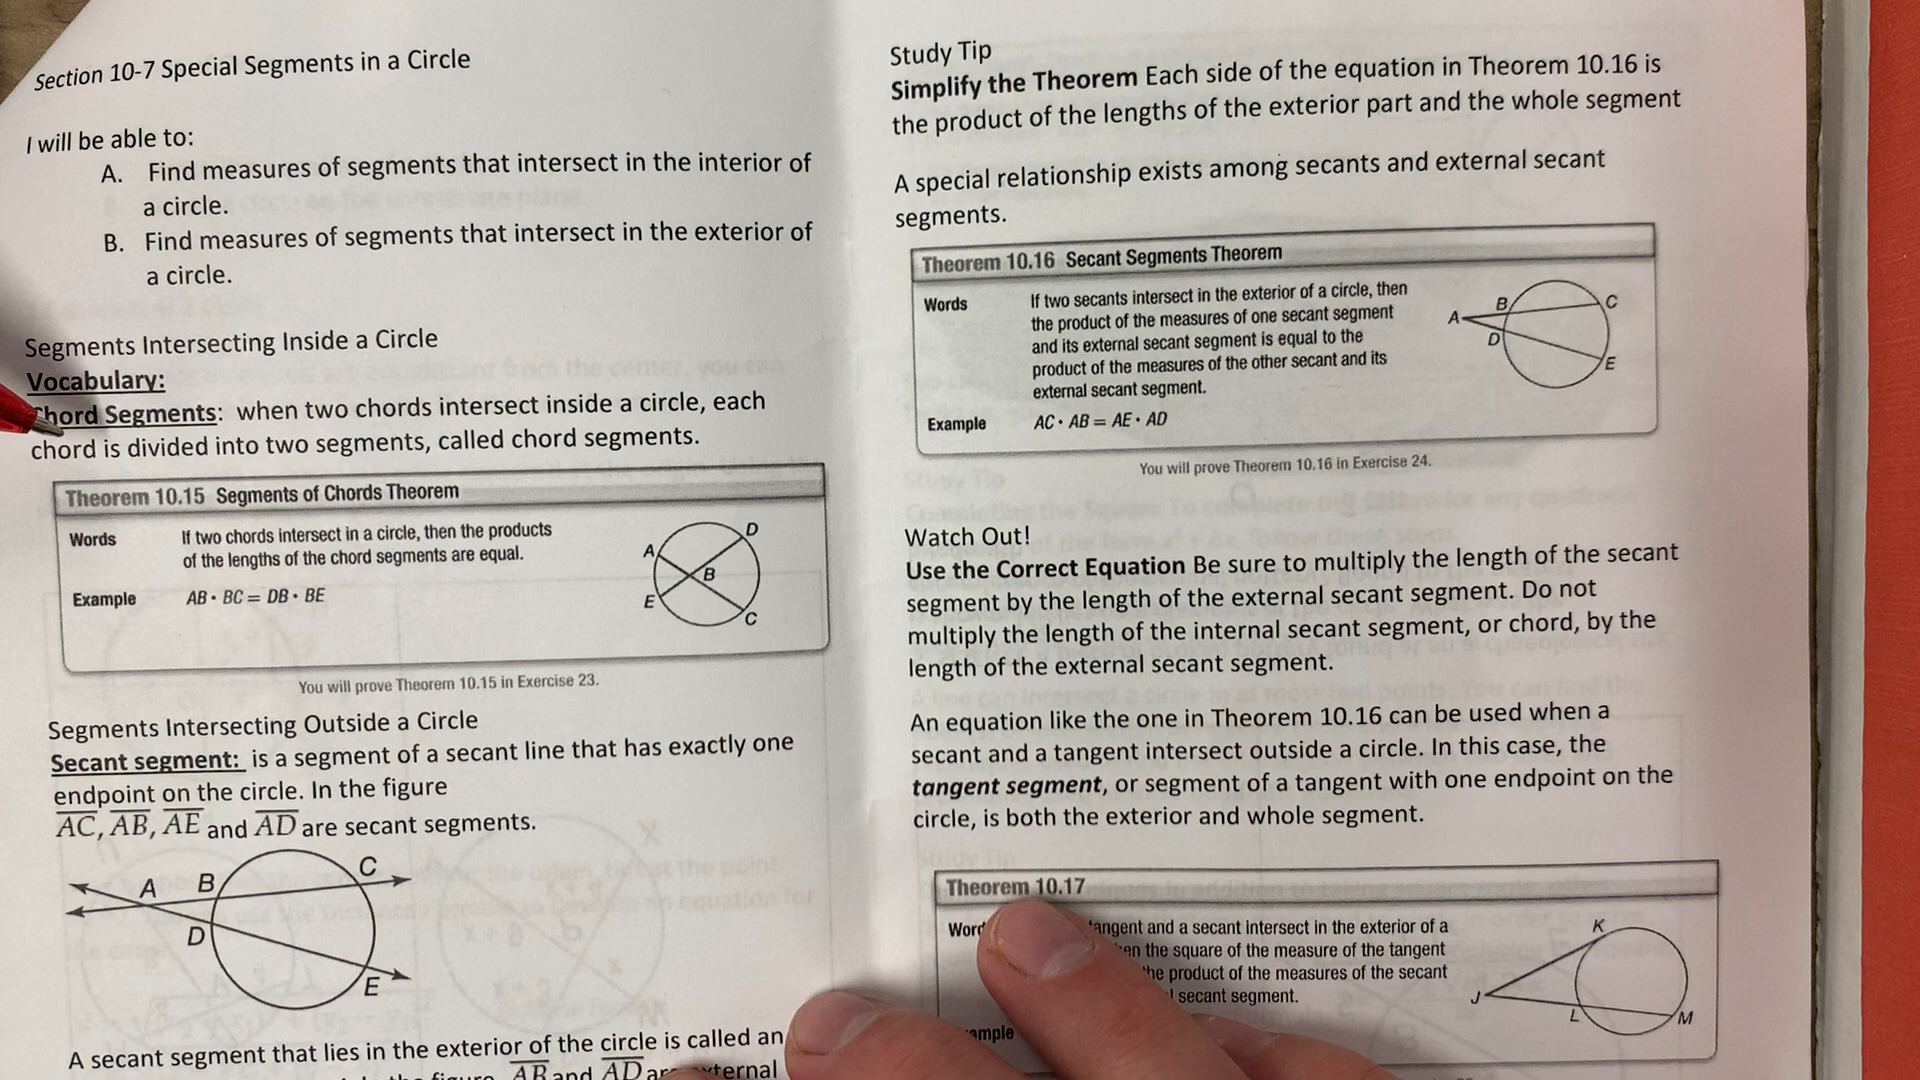 Section 10-7 Special Segments in a Circle
I will be able to:
A. Find measures of segments that intersect in the interior of
a circle.
B. Find measures of segments that intersect in the exterior of
a circle.
Segments Intersecting Inside a Circle
Vocabulary:
Chord Segments: when two chords intersect inside a circle, each
chord is divided into two segments, called chord segments.
Theorem 10.15 Segments of Chords Theorem
Words If two chords intersect in a circle, then the products
of the lengths of the chord segments are equal.
Example AB • BC = DB • BE
A
D
B
E
C
You will prove Theorem 10.15 in Exercise 23.
Segments Intersecting Outside a Circle
Secant segment: is a segment of a secant line that has exactly one
endpoint on the circle. In the figure
A̅C̅, A̅B̅, A̅E̅ and A̅D̅ are secant segments.
A B C
D
E
A secant segment that lies in the exterior of the circle is called an
figure, A̅B̅ and A̅D̅
Study Tip
Simplify the Theorem Each side of the equation in Theorem 10.16 is
the product of the lengths of the exterior part and the whole segment
A special relationship exists among secants and external secant
segments.
Theorem 10.16 Secant Segments Theorem
Words If two secants intersect in the exterior of a circle, then
the product of the measures of one secant segment
and its external secant segment is equal to the
product of the measures of the other secant and its
external secant segment.
Example AC • AB = AE • AD
A
B
C
D
E
You will prove Theorem 10.16 in Exercise 24.
Watch Out!
Use the Correct Equation Be sure to multiply the length of the secant
segment by the length of the external secant segment. Do not
multiply the length of the internal secant segment, or chord, by the
length of the external secant segment.
An equation like the one in Theorem 10.16 can be used when a
secant and a tangent intersect outside a circle. In this case, the
tangent segment, or segment of a tangent with one endpoint on the
circle, is both the exterior and whole segment.
Theorem 10.17
tangent and a secant intersect in the exterior of a
the square of the measure of the tangent
the product of the measures of the secant
secant segment.
K
J
L
M